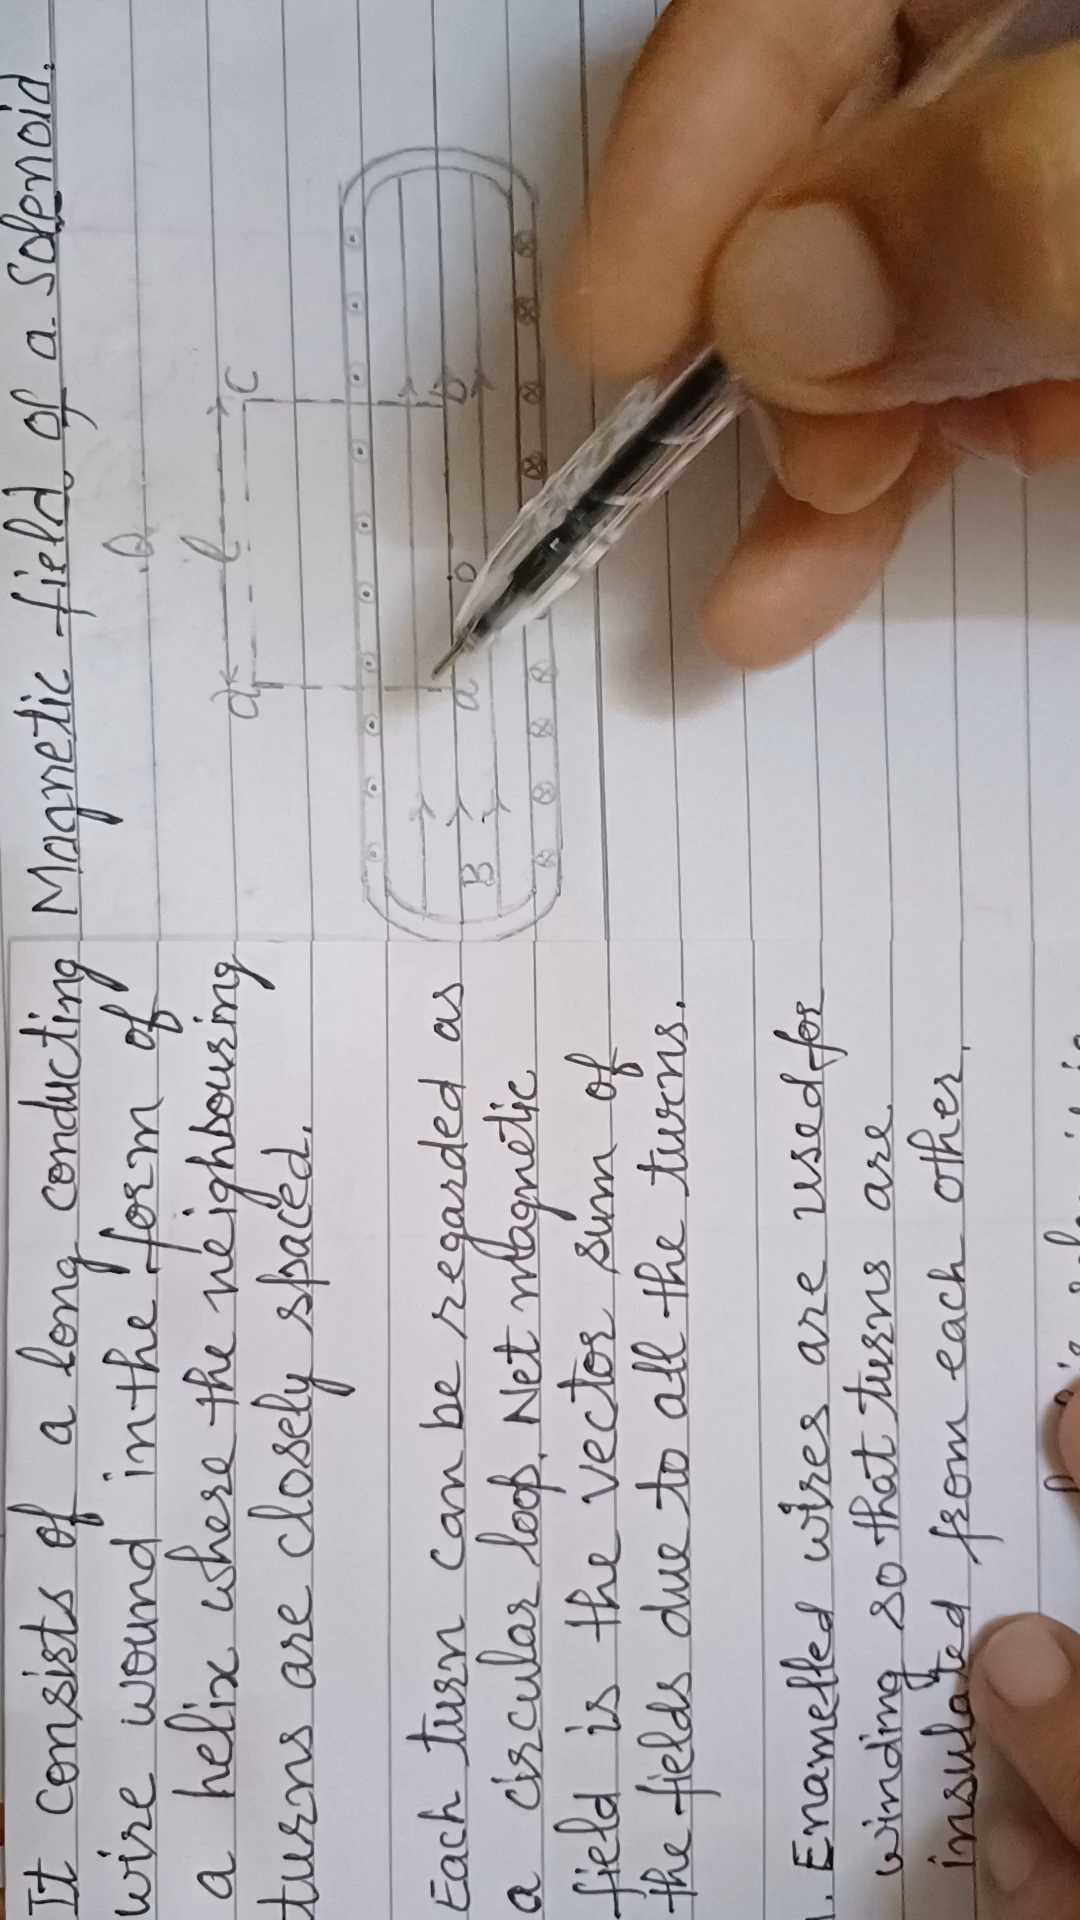 It consists of a long conducting
wire wound in the form of
a helix where the neighbouring
turns are closely spaced.
Each turn can be regarded as
a circular loop. Net magnetic
field is the vector sum of
the fields due to all the turns.
1. Enamelled wires are used for
winding so that turns are
insulated from each other.
Magnetic field of a solenoid.
.Q
d l c
B a P b